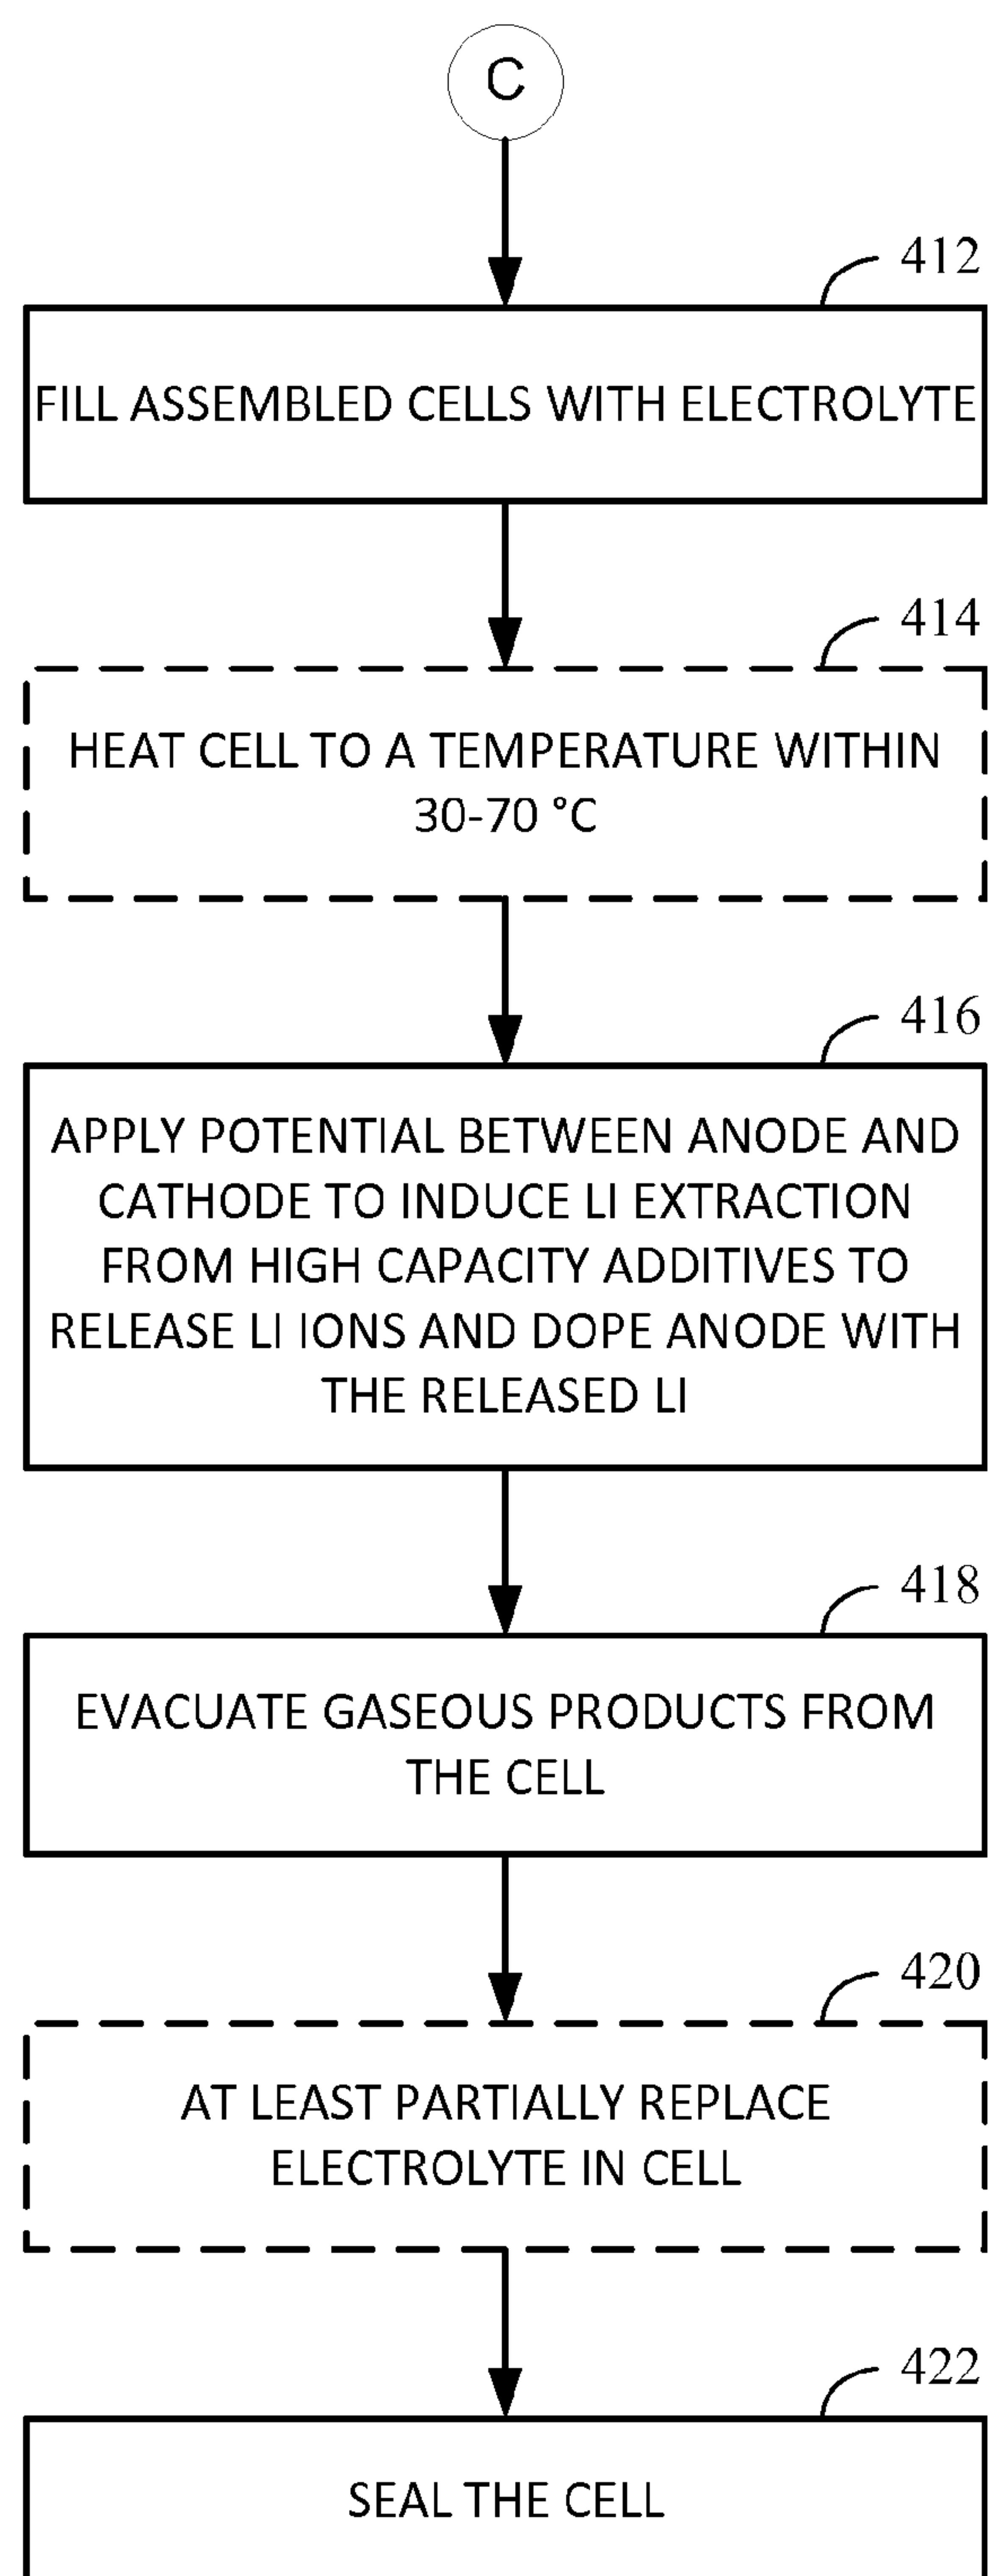 C
412
FILL ASSEMBLED CELLS WITH ELECTROLYTE
414
HEAT CELL TO A TEMPERATURE WITHIN
30-70 °C
416
APPLY POTENTIAL BETWEEN ANODE AND
CATHODE TO INDUCE LI EXTRACTION
FROM HIGH CAPACITY ADDITIVES TO
RELEASE LI IONS AND DOPE ANODE WITH
THE RELEASED LI
418
EVACUATE GASEOUS PRODUCTS FROM
THE CELL
420
AT LEAST PARTIALLY REPLACE
ELECTROLYTE IN CELL
422
SEAL THE CELL